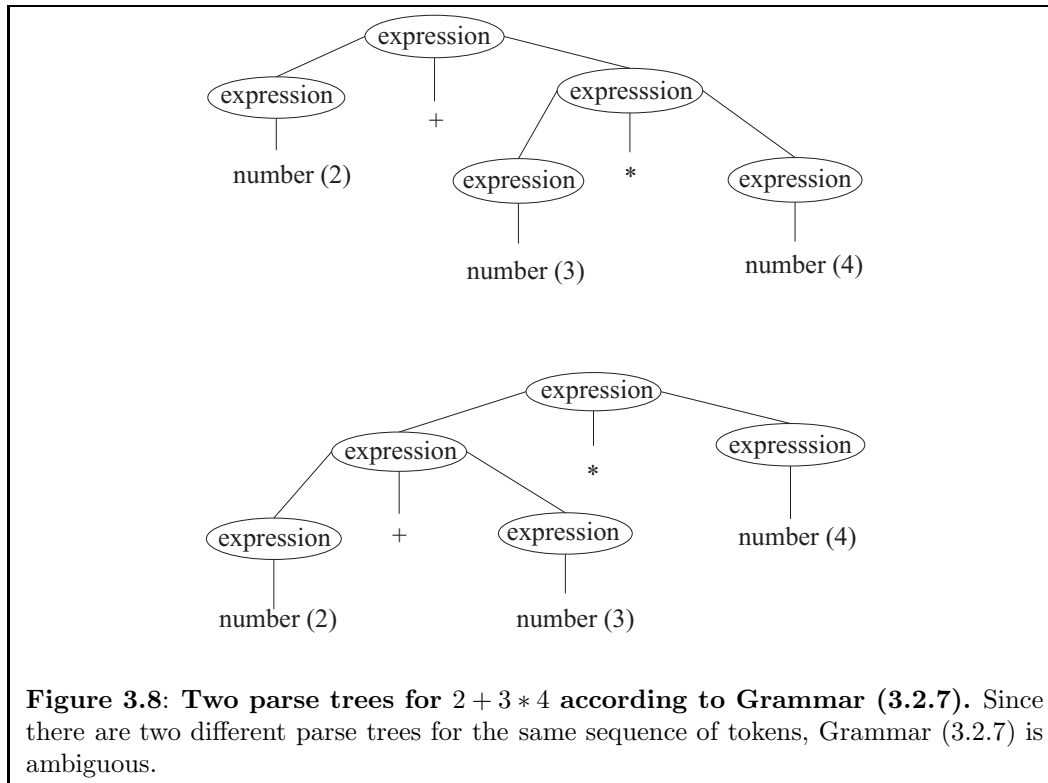 expression
expression + expresssion
number (2) expression * expression
number (3) number (4)
expression
expression * expresssion
expression + expression number (4)
number (2) number (3)
Figure 3.8: Two parse trees for 2 + 3 ∗ 4 according to Grammar (3.2.7). Since
there are two different parse trees for the same sequence of tokens, Grammar (3.2.7) is
ambiguous.